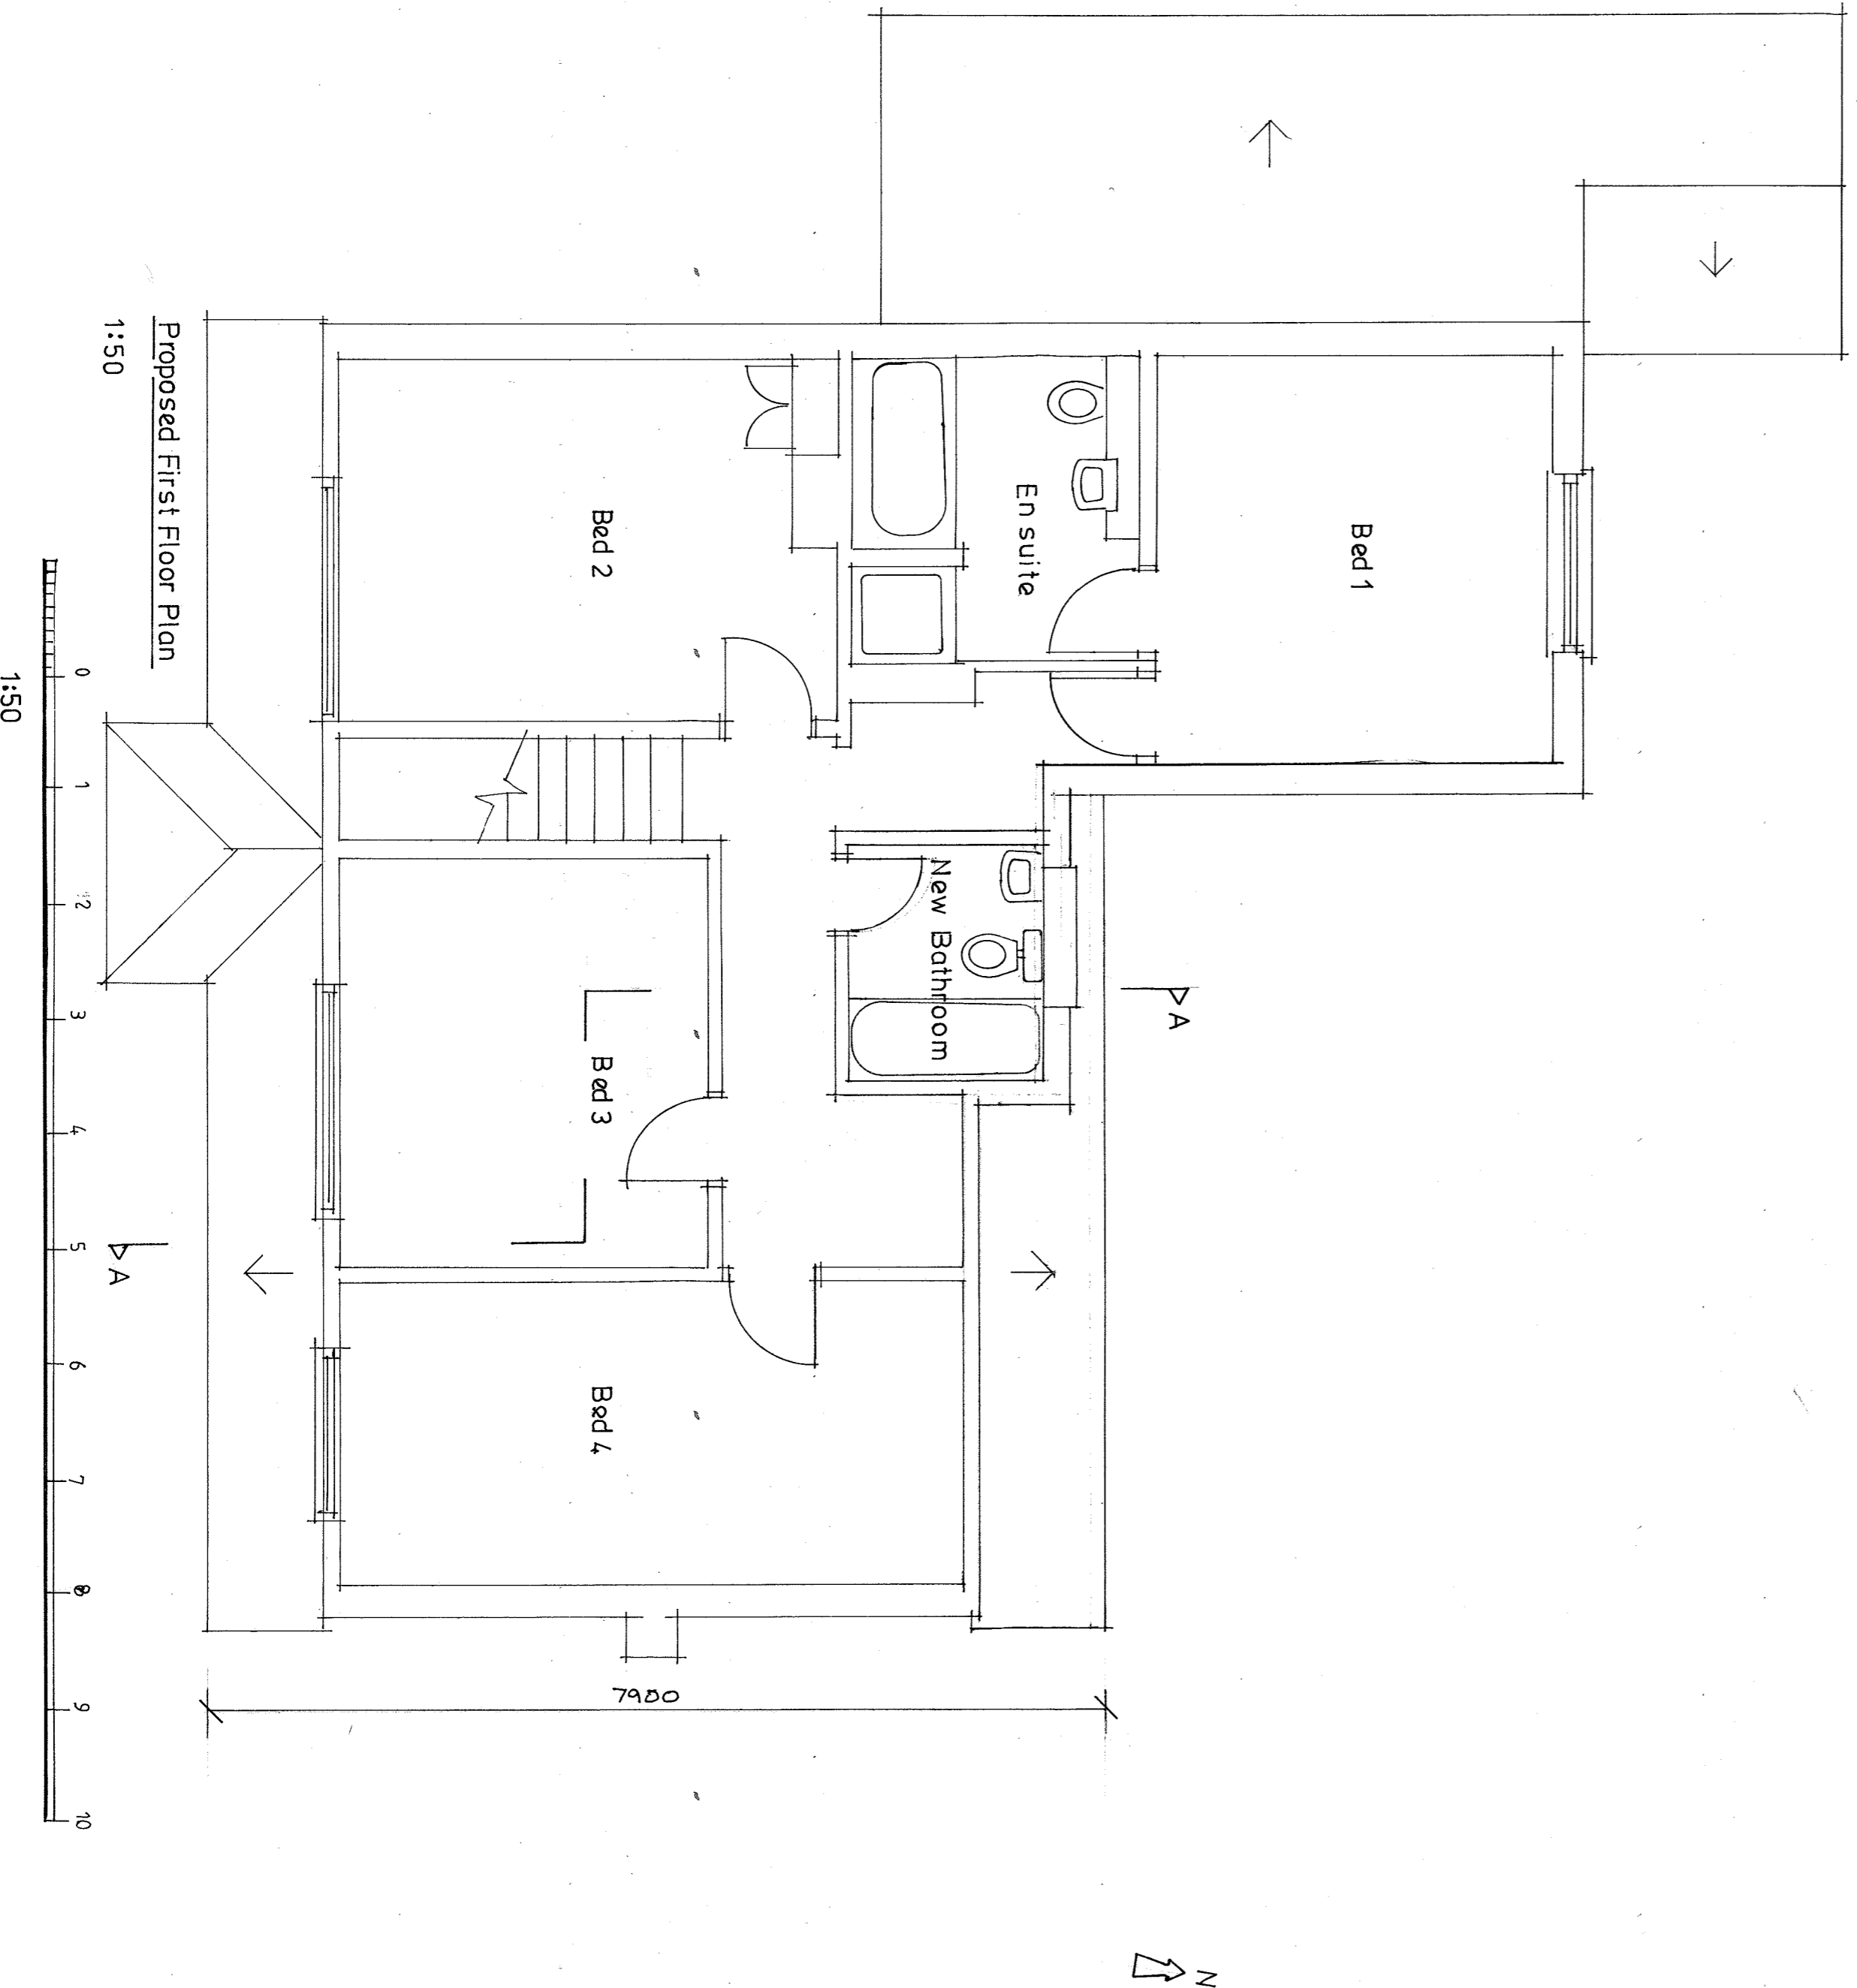 Bed 1
En suite
A
New Bathroom
Bed 2
Bed 3
Bed 4
7900
A
Proposed First Floor Plan
1:50
0 1 2 3 4 5 6 7 8 9 10
1:50
N